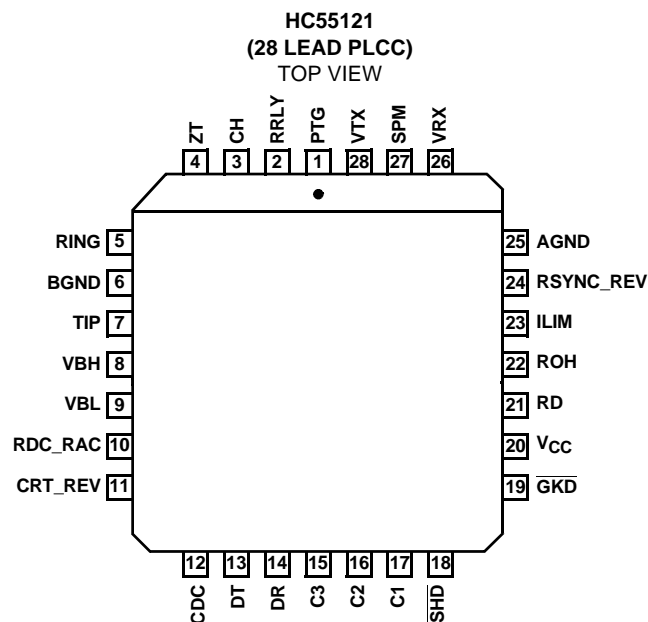 HC55121
(28 LEAD PLCC)
TOP VIEW
ZT
CH
RRLY
PTG
VTX
SPM
VRX
4
3
2
1
28
27
26
RING 5
BGND 6
TIP 7
VBH 8
VBL 9
RDC_RAC 10
CRT_REV 11
25 AGND
24 RSYNC_REV
23 ILIM
22 ROH
21 RD
20 VCC
19 GKD
12
13
14
15
16
17
18
CDC
DT
DR
C3
C2
C1
SHD